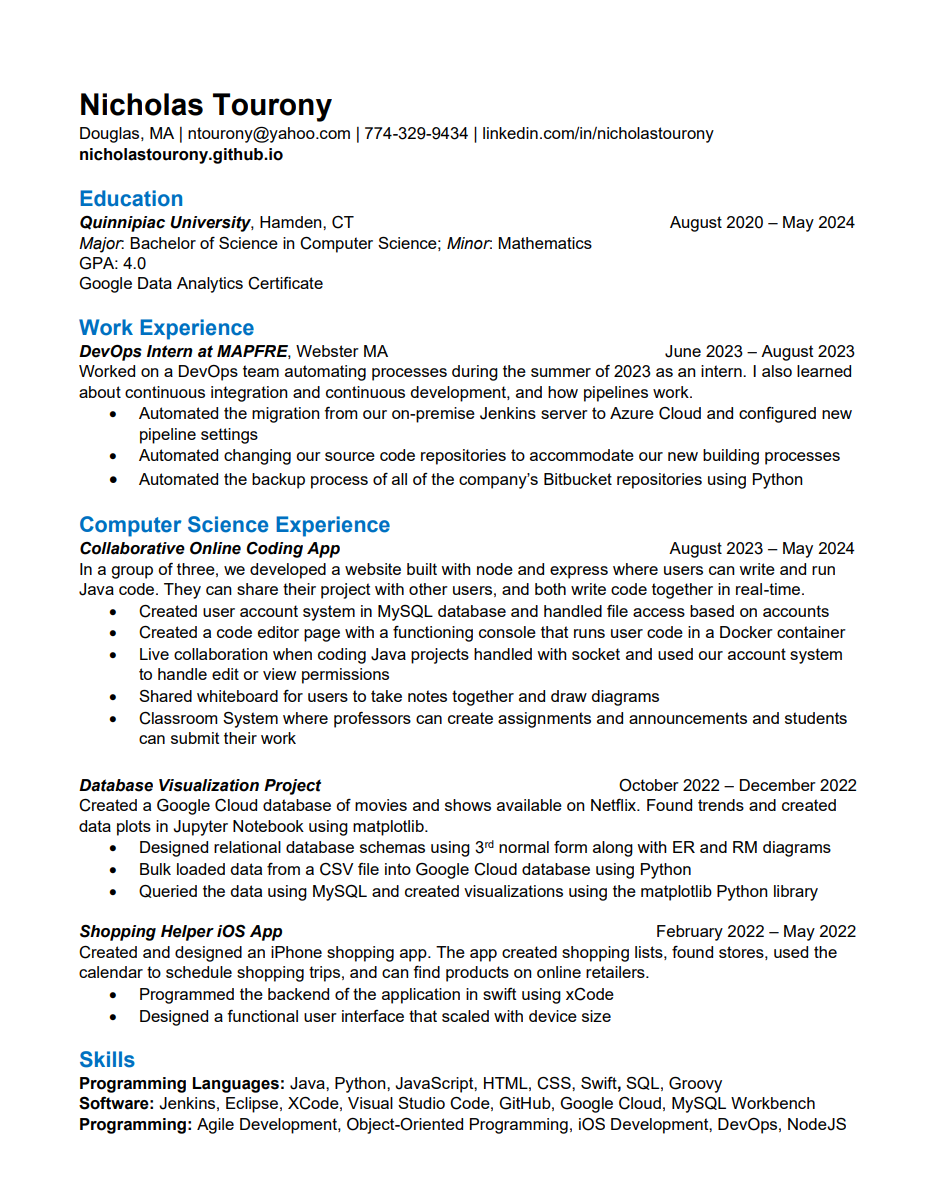 Nicholas Tourony
Douglas, MA | ntourony@yahoo.com | 774-329-9434 | linkedin.com/in/nicholastourony
nicholastourony.github.io
Education
Quinnipiac University, Hamden, CT August 2020 – May 2024
Major: Bachelor of Science in Computer Science; Minor: Mathematics
GPA: 4.0
Google Data Analytics Certificate
Work Experience
DevOps Intern at MAPFRE, Webster MA June 2023 – August 2023
Worked on a DevOps team automating processes during the summer of 2023 as an intern. I also learned
about continuous integration and continuous development, and how pipelines work.
• Automated the migration from our on-premise Jenkins server to Azure Cloud and configured new
pipeline settings
• Automated changing our source code repositories to accommodate our new building processes
• Automated the backup process of all of the company’s Bitbucket repositories using Python
Computer Science Experience
Collaborative Online Coding App August 2023 – May 2024
In a group of three, we developed a website built with node and express where users can write and run
Java code. They can share their project with other users, and both write code together in real-time.
• Created user account system in MySQL database and handled file access based on accounts
• Created a code editor page with a functioning console that runs user code in a Docker container
• Live collaboration when coding Java projects handled with socket and used our account system
to handle edit or view permissions
• Shared whiteboard for users to take notes together and draw diagrams
• Classroom System where professors can create assignments and announcements and students
can submit their work
Database Visualization Project October 2022 – December 2022
Created a Google Cloud database of movies and shows available on Netflix. Found trends and created
data plots in Jupyter Notebook using matplotlib.
• Designed relational database schemas using 3rd normal form along with ER and RM diagrams
• Bulk loaded data from a CSV file into Google Cloud database using Python
• Queried the data using MySQL and created visualizations using the matplotlib Python library
Shopping Helper iOS App February 2022 – May 2022
Created and designed an iPhone shopping app. The app created shopping lists, found stores, used the
calendar to schedule shopping trips, and can find products on online retailers.
• Programmed the backend of the application in swift using xCode
• Designed a functional user interface that scaled with device size
Skills
Programming Languages: Java, Python, JavaScript, HTML, CSS, Swift, SQL, Groovy
Software: Jenkins, Eclipse, XCode, Visual Studio Code, GitHub, Google Cloud, MySQL Workbench
Programming: Agile Development, Object-Oriented Programming, iOS Development, DevOps, NodeJS